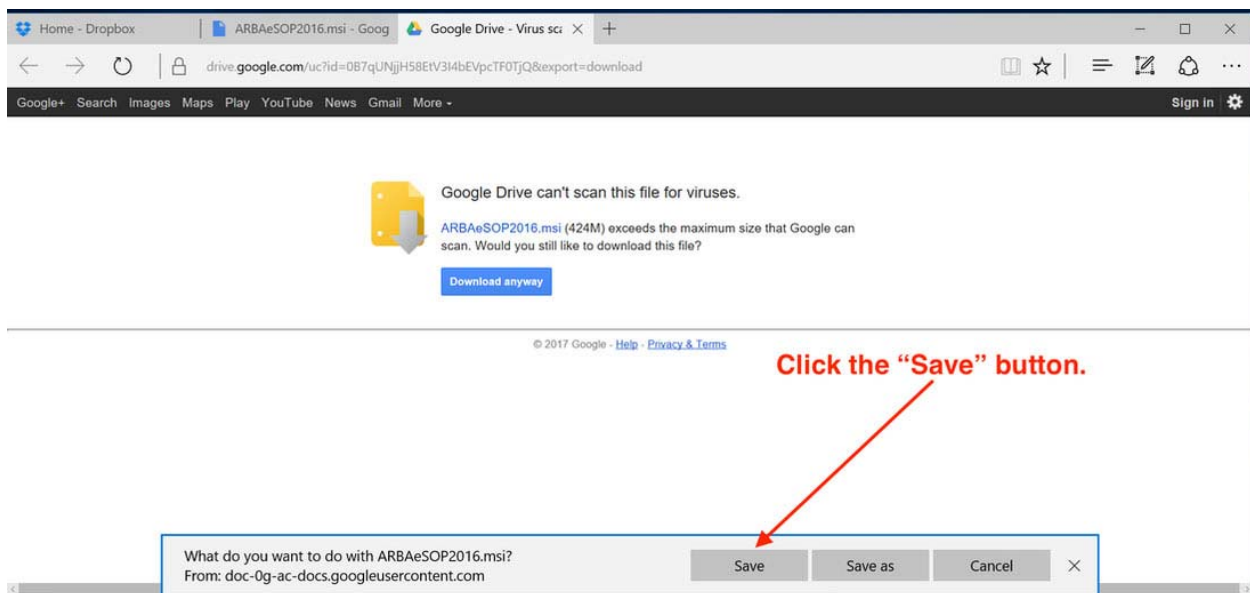 Home - Dropbox
ARBAeSOP2016.msi - Goog
Google Drive - Virus sca
drive.google.com/uc?id=0B7qUNjjH58EtV3I4bEVpcTF0TjQ&export=download
Google+ Search Images Maps Play YouTube News Gmail More
Sign in
Google Drive can't scan this file for viruses.
ARBAeSOP2016.msi (424M) exceeds the maximum size that Google can
scan. Would you still like to download this file?
Download anyway
© 2017 Google - Help - Privacy & Terms
Click the “Save” button.
What do you want to do with ARBAeSOP2016.msi?
From: doc-0g-ac-docs.googleusercontent.com
Save
Save as
Cancel